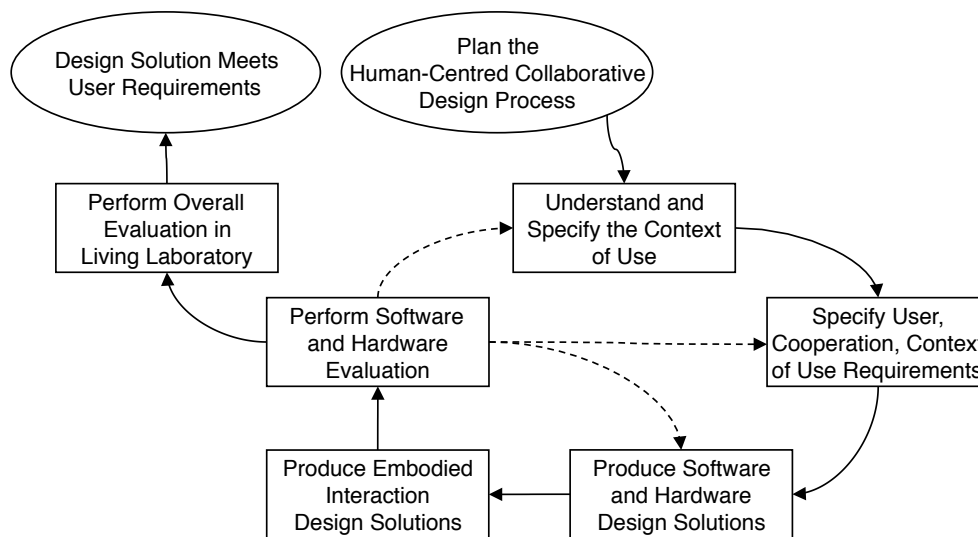 Design Solution Meets
User Requirements
Plan the
Human-Centred Collaborative
Design Process
Perform Overall
Evaluation in
Living Laboratory
Understand and
Specify the Context
of Use
Perform Software
and Hardware
Evaluation
Specify User,
Cooperation, Context
of Use Requirements
Produce Embodied
Interaction
Design Solutions
Produce Software
and Hardware
Design Solutions